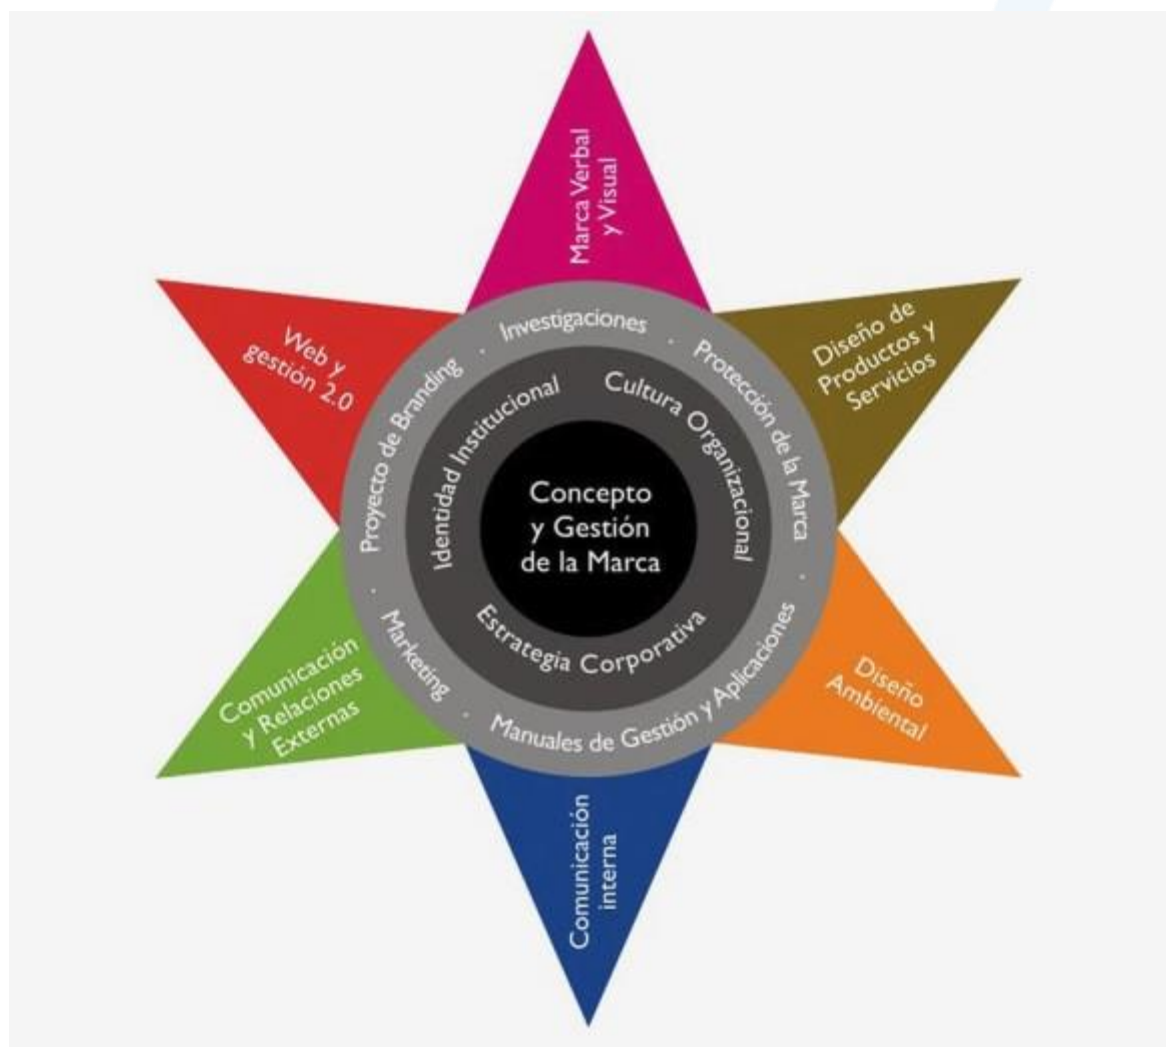 Marca Verbal
y Visual
Diseño de
Productos y
Servicios
Diseño
Ambiental
Comunicación
interna
Comunicación
y Relaciones
Externas
Web y
gestión 2.0
Investigaciones
Protección de la Marca
Manuales de Gestión y Aplicaciones
Marketing
Proyecto de Branding
Identidad Institucional
Cultura Organizacional
Estrategia Corporativa
Concepto
y Gestión
de la Marca